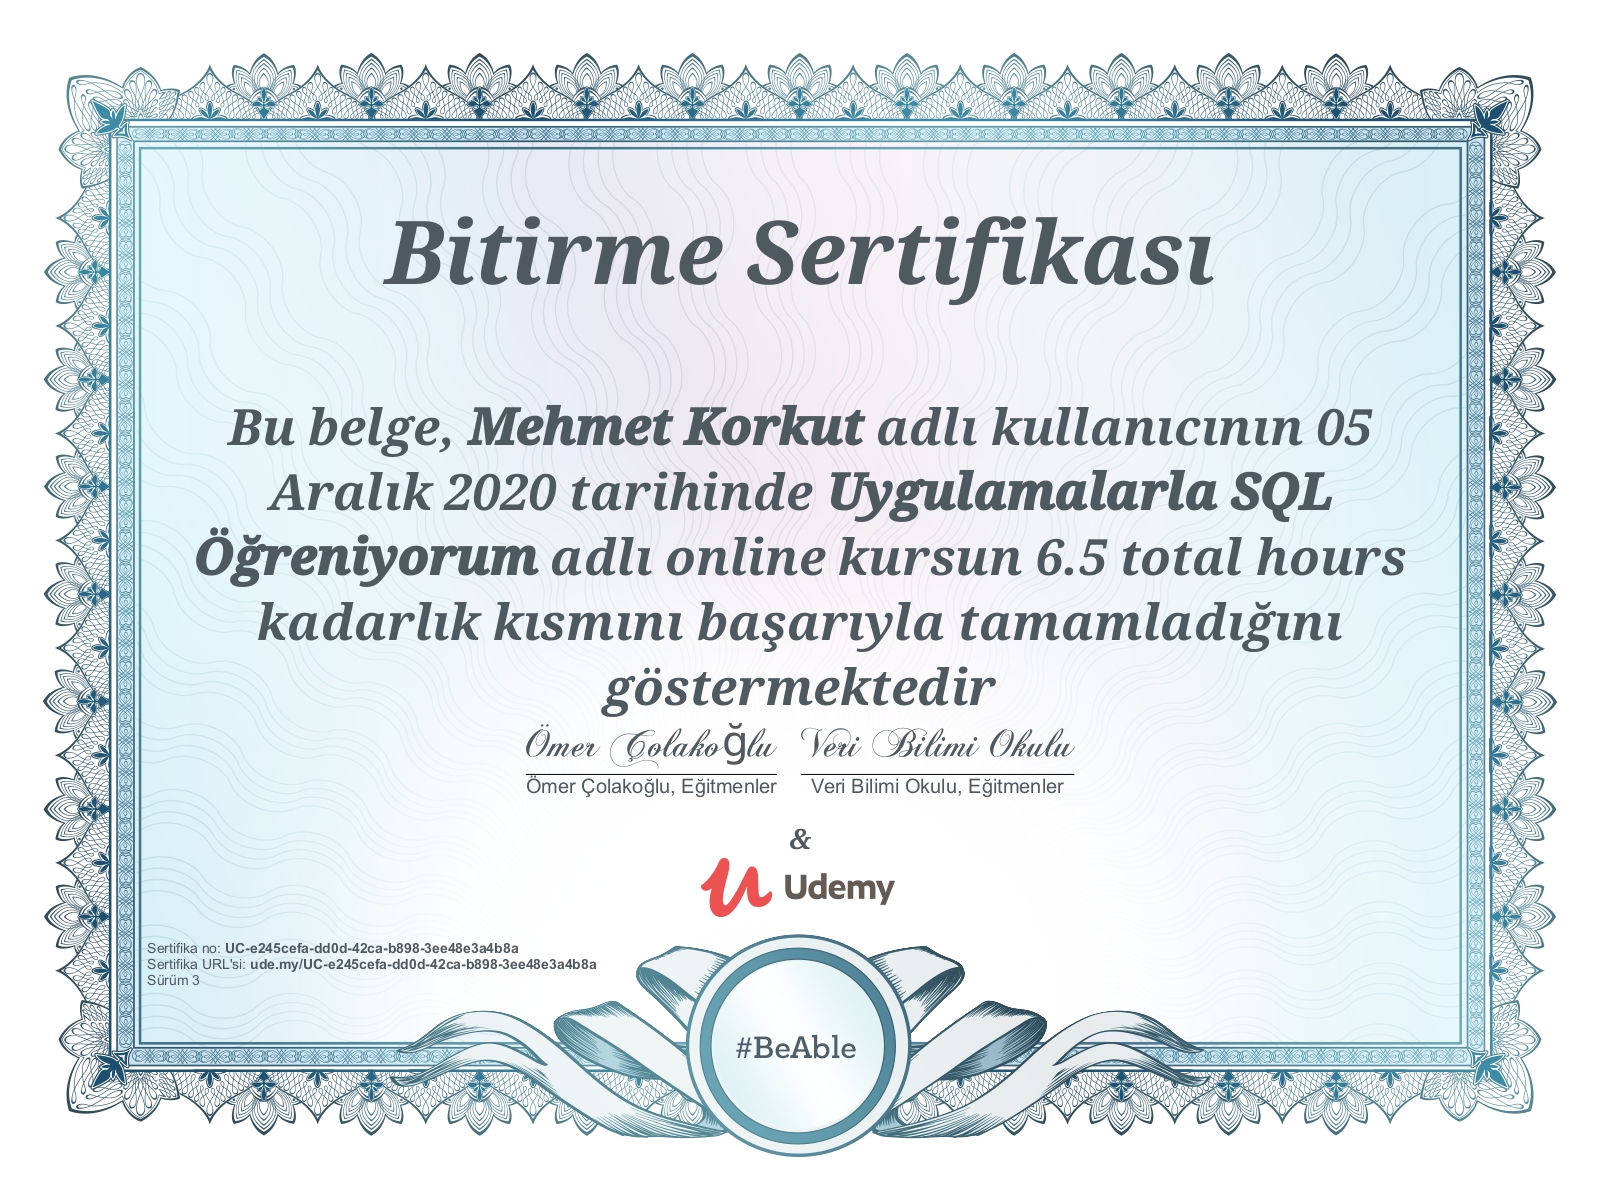 Bitirme Sertifikası
Bu belge, Mehmet Korkut adlı kullanıcının 05
Aralık 2020 tarihinde Uygulamalarla SQL
Öğreniyorum adlı online kursun 6.5 total hours
kadarlık kısmını başarıyla tamamladığını
göstermektedir
Ömer Çolakoğlu Veri Bilimi Okulu
Ömer Çolakoğlu, Eğitmenler Veri Bilimi Okulu, Eğitmenler
&
Udemy
Sertifika no: UC-e245cefa-dd0d-42ca-b898-3ee48e3a4b8a
Sertifika URL'si: ude.my/UC-e245cefa-dd0d-42ca-b898-3ee48e3a4b8a
Sürüm 3
#BeAble